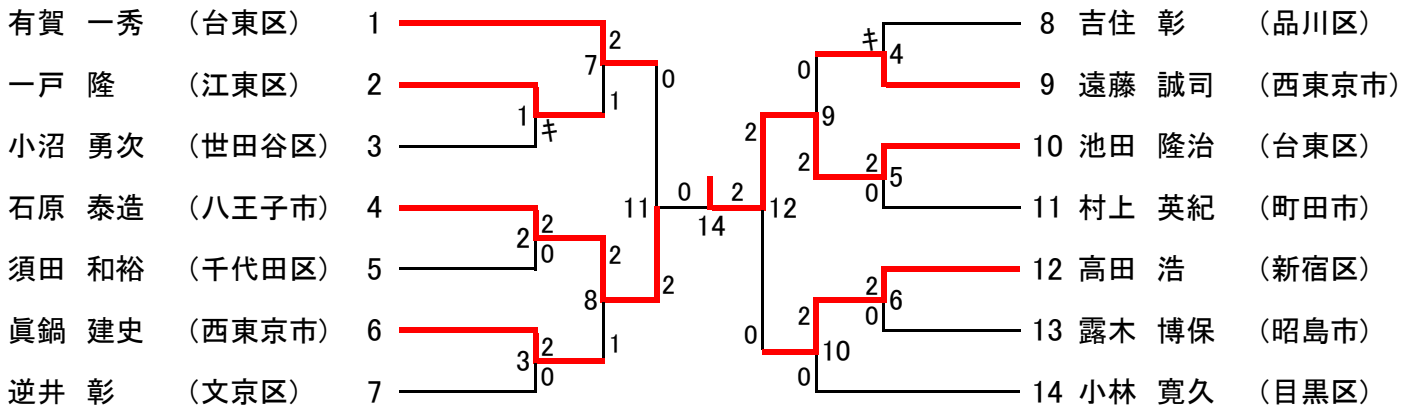 有賀 一秀 （台東区） 1
一戸 隆 （江東区） 2
小沼 勇次 （世田谷区） 3
石原 泰造 （八王子市） 4
須田 和裕 （千代田区） 5
眞鍋 建史 （西東京市） 6
逆井 彰 （文京区） 7
2
7
0
1
1
キ
2
2
0
2
8
2
3
2
0
1
11
0
14
2
12
2
0
9
2
キ
4
2
5
0
0
2
10
0
2
6
0
8 吉住 彰 （品川区）
9 遠藤 誠司 （西東京市）
10 池田 隆治 （台東区）
11 村上 英紀 （町田市）
12 高田 浩 （新宿区）
13 露木 博保 （昭島市）
14 小林 寛久 （目黒区）